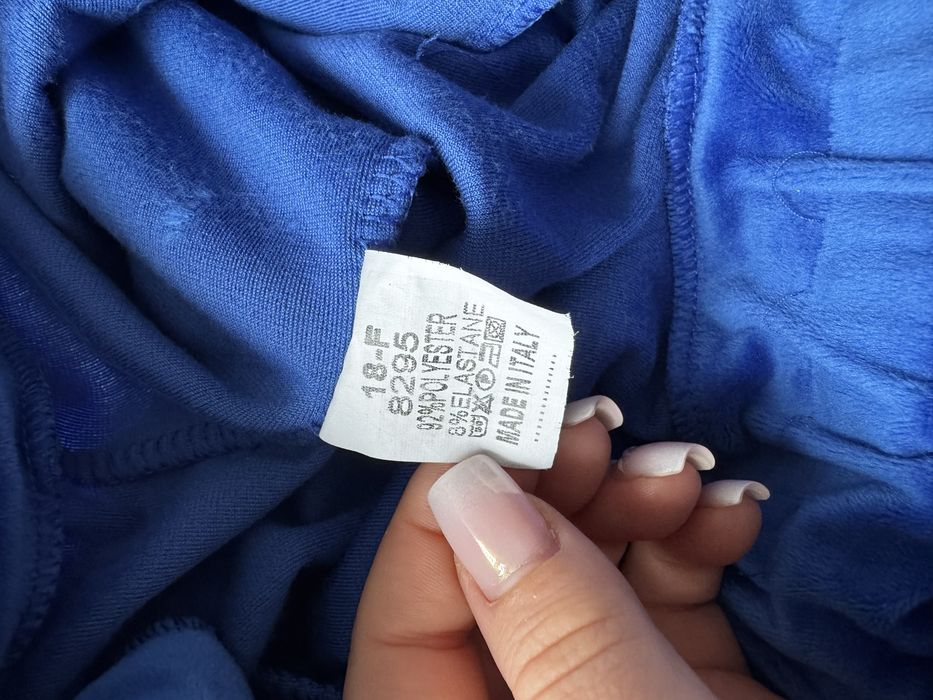 18-F
8295
92%POLYESTER
8%ELASTANE
MADE IN ITALY